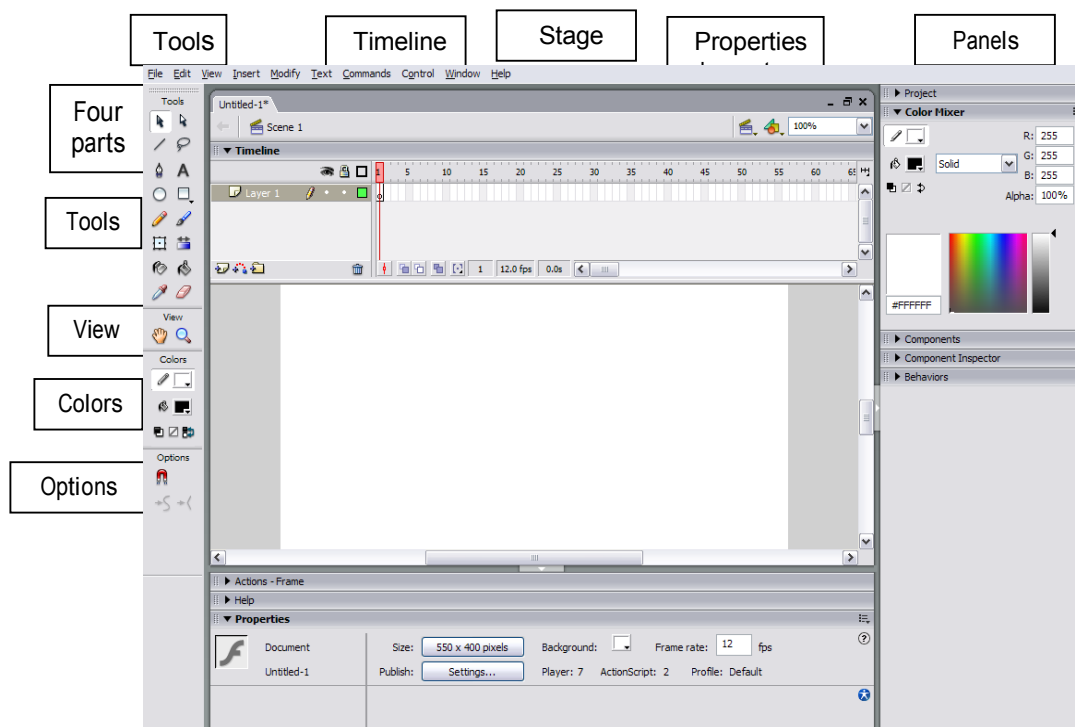 Tools
Timeline
Stage
Properties
Panels
File Edit View Insert Modify Text Commands Control Window Help
Four
parts
Tools
View
Colors
Options
Tools
View
Colors
Options
Untitled-1*
Scene 1
100%
Timeline
1 5 10 15 20 25 30 35 40 45 50 55 60 65
Layer 1
1 12.0 fps 0.0s
Actions - Frame
Help
Properties
Document
Size: 550 x 400 pixels Background: Frame rate: 12 fps
Untitled-1
Publish: Settings... Player: 7 ActionScript: 2 Profile: Default
Project
Color Mixer
R: 255
Solid
G: 255
B: 255
Alpha: 100%
#FFFFFF
Components
Component Inspector
Behaviors